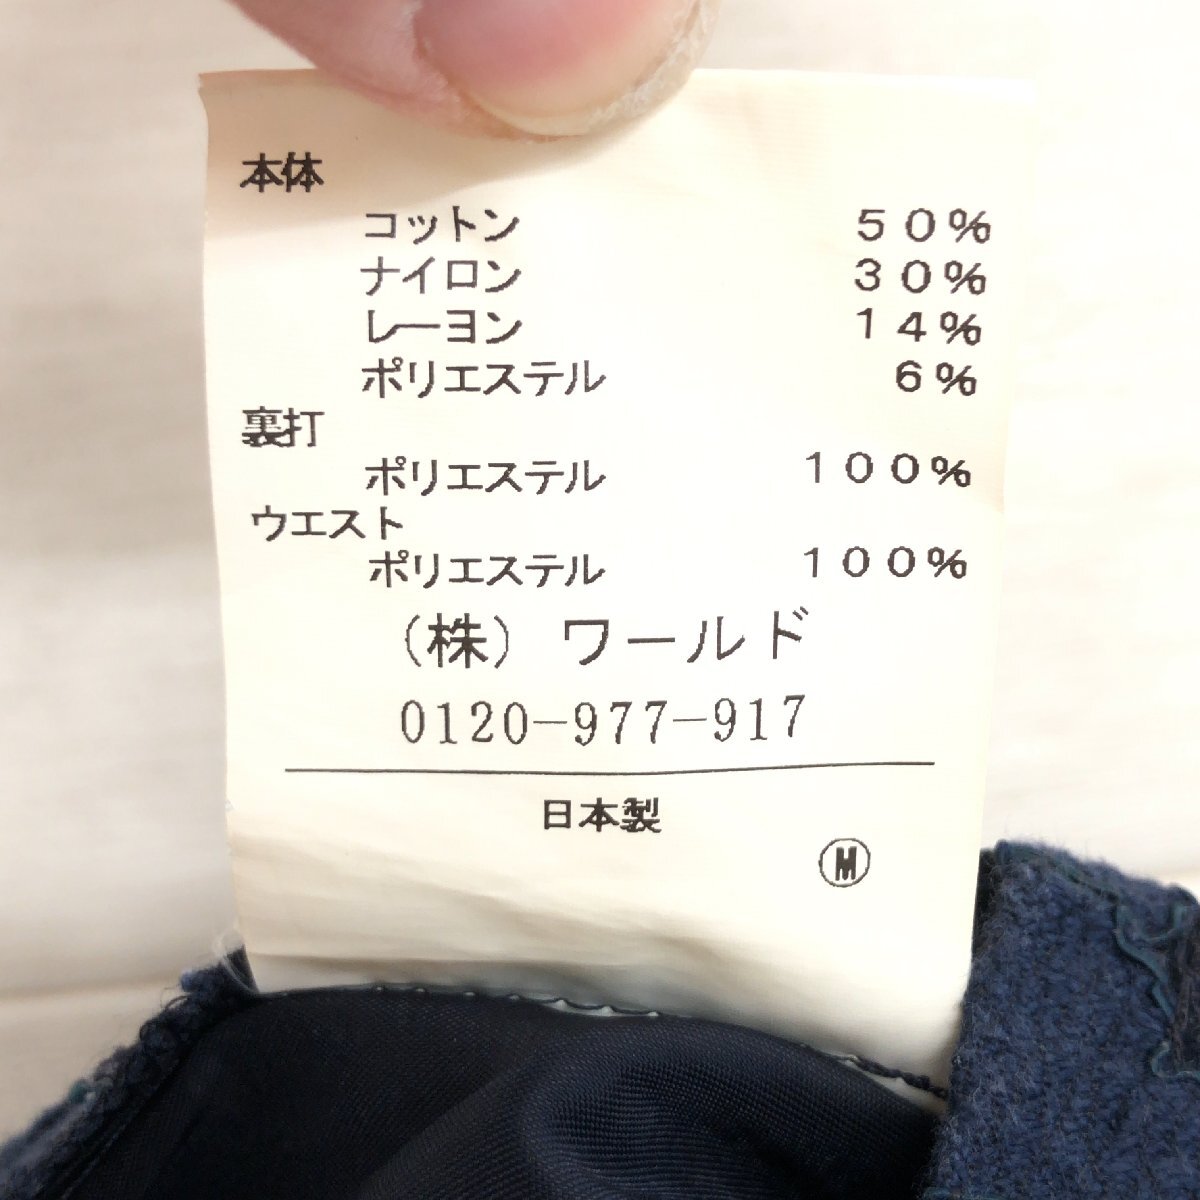 本体
コットン 50%
ナイロン 30%
レーヨン 14%
ポリエステル 6%
裏打
ポリエステル 100%
ウエスト
ポリエステル 100%
(株) ワールド
0120-977-917
日本製
M